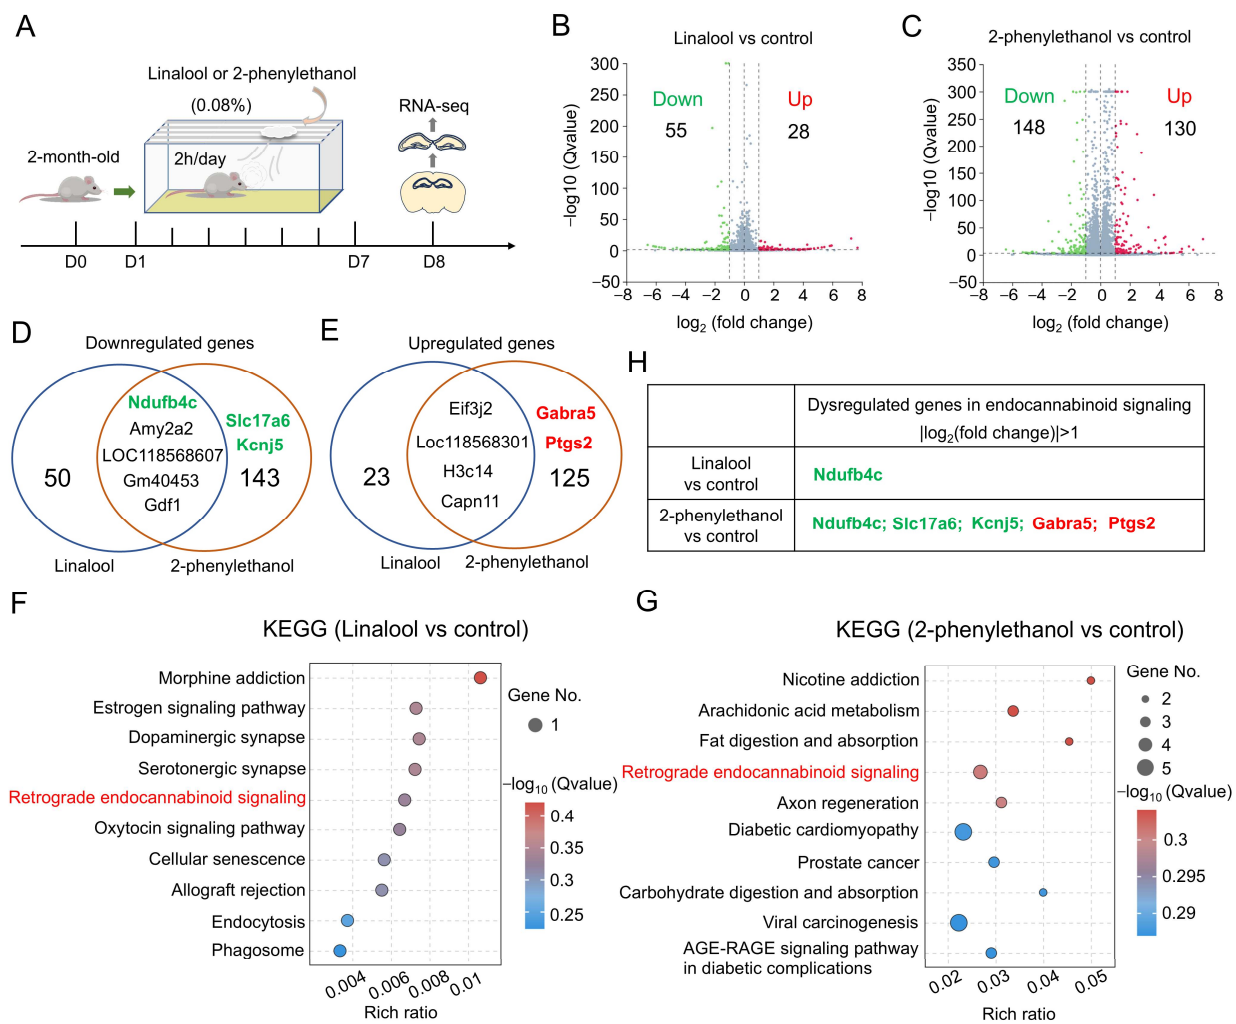 A
Linalool or 2-phenylethanol
(0.08%)
RNA-seq
2-month-old
2h/day
D0
D1
D7
D8
B
Linalool vs control
Down
55
Up
28
−log10 (Qvalue)
300
250
200
150
100
50
0
−50
−8 −6 −4 −2 0 2 4 6 8
log2 (fold change)
C
2-phenylethanol vs control
Down
148
Up
130
−log10 (Qvalue)
350
300
250
200
150
100
50
0
−50
−8 −6 −4 −2 0 2 4 6 8
log2 (fold change)
D
Downregulated genes
Ndufb4c
Amy2a2
LOC118568607
Gm40453
Gdf1
50
Slc17a6
Kcnj5
143
Linalool
2-phenylethanol
E
Upregulated genes
Eif3j2
Loc118568301
H3c14
Capn11
23
Gabra5
Ptgs2
125
Linalool
2-phenylethanol
H
Dysregulated genes in endocannabinoid signaling
|log2(fold change)|>1
Linalool
vs control
Ndufb4c
2-phenylethanol
vs control
Ndufb4c; Slc17a6; Kcnj5; Gabra5; Ptgs2
F
KEGG (Linalool vs control)
Morphine addiction
Estrogen signaling pathway
Dopaminergic synapse
Serotonergic synapse
Retrograde endocannabinoid signaling
Oxytocin signaling pathway
Cellular senescence
Allograft rejection
Endocytosis
Phagosome
0.004 0.006 0.008 0.01
Rich ratio
Gene No.
1
−log10 (Qvalue)
0.4
0.35
0.3
0.25
G
KEGG (2-phenylethanol vs control)
Nicotine addiction
Arachidonic acid metabolism
Fat digestion and absorption
Retrograde endocannabinoid signaling
Axon regeneration
Diabetic cardiomyopathy
Prostate cancer
Carbohydrate digestion and absorption
Viral carcinogenesis
AGE-RAGE signaling pathway
in diabetic complications
0.02 0.03 0.04 0.05
Rich ratio
Gene No.
2
3
4
5
−log10 (Qvalue)
0.3
0.295
0.29